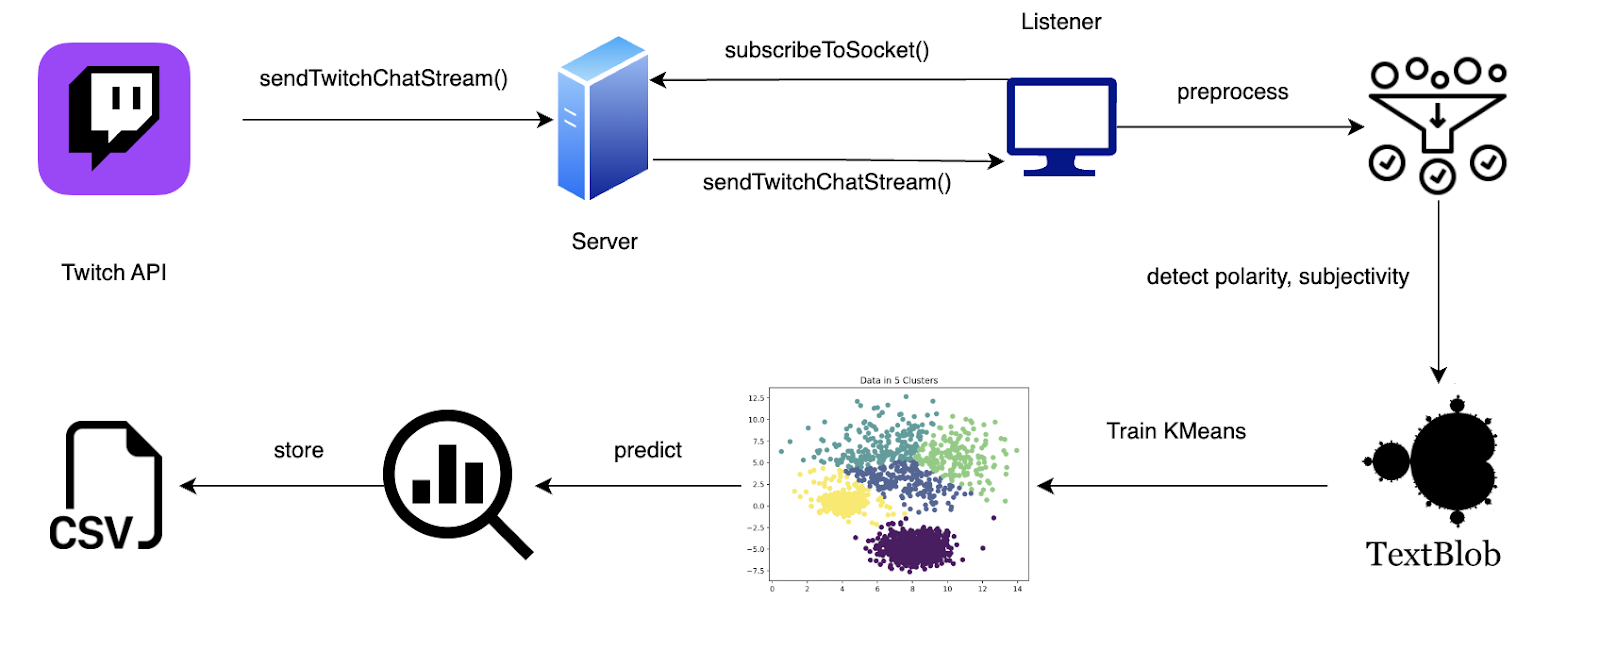 Listener
subscribeToSocket()
sendTwitchChatStream()
preprocess
sendTwitchChatStream()
Server
Twitch API
detect polarity, subjectivity
Data in 5 Clusters
12.5
10.0
7.5
5.0
2.5
0.0
−2.5
−5.0
−7.5
0 2 4 6 8 10 12 14
Train KMeans
predict
store
CSV
TextBlob